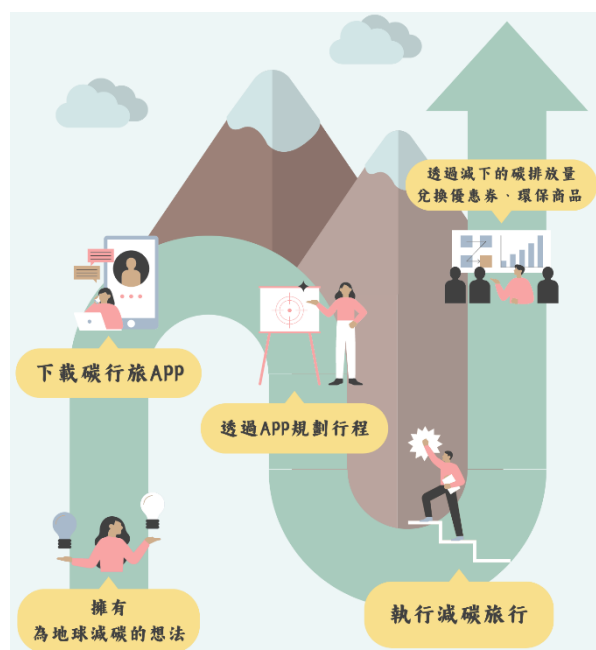 擁有
為地球減碳的想法
下載碳行旅APP
透過APP規劃行程
執行減碳旅行
透過減下的碳排放量
兌換優惠券、環保商品